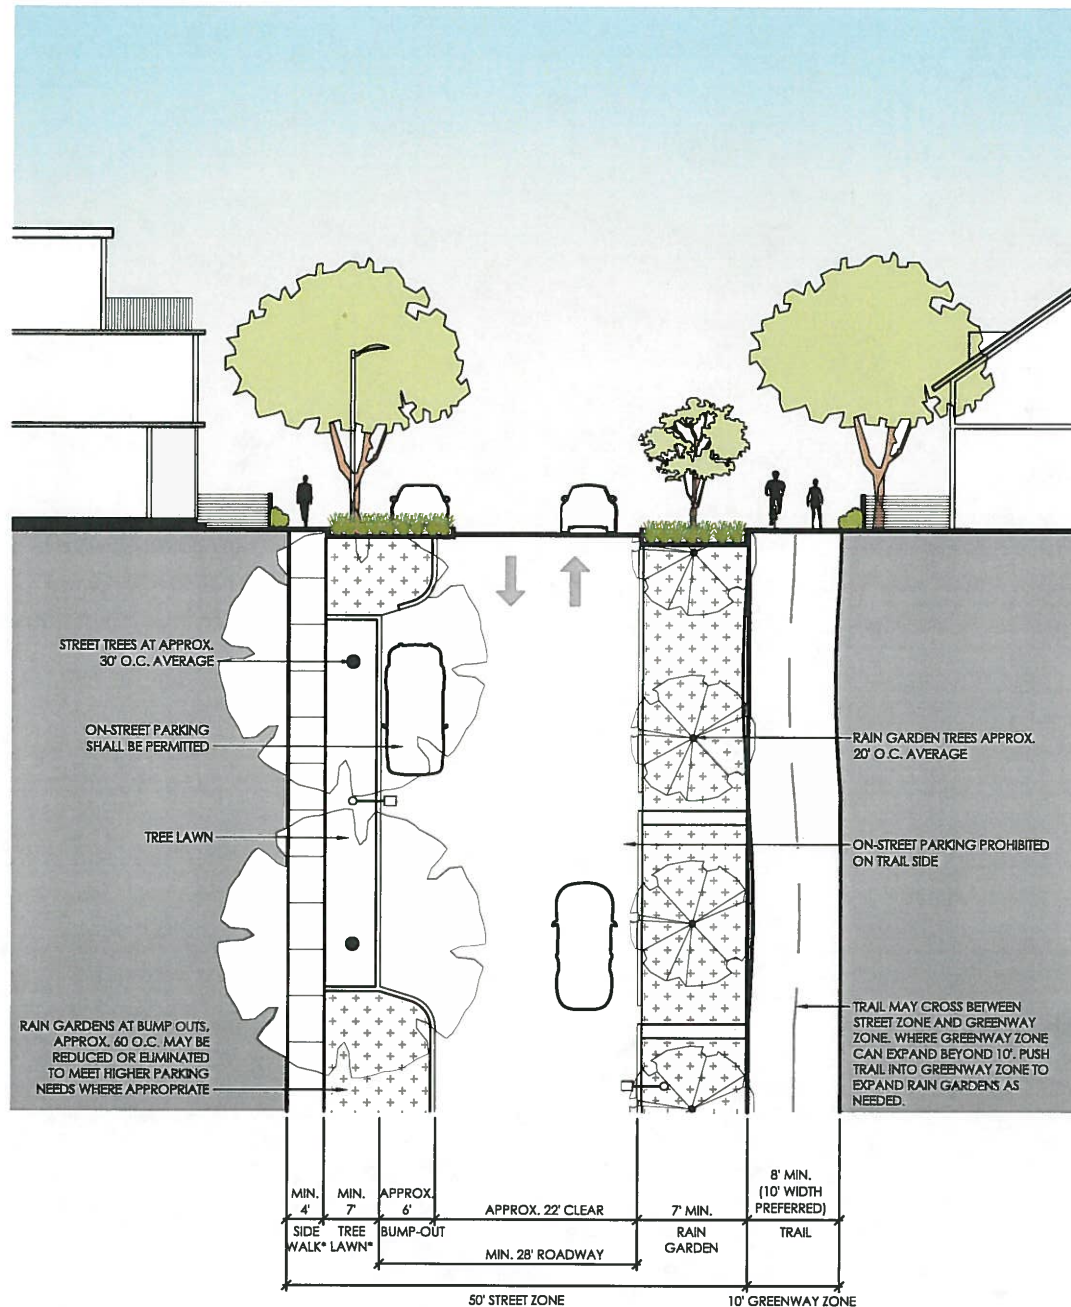 STREET TREES AT APPROX.
30' O.C. AVERAGE
ON-STREET PARKING
SHALL BE PERMITTED
TREE LAWN
RAIN GARDENS AT BUMP OUTS,
APPROX. 60 O.C. MAY BE
REDUCED OR ELIMINATED
TO MEET HIGHER PARKING
NEEDS WHERE APPROPRIATE
RAIN GARDEN TREES APPROX.
20' O.C. AVERAGE
ON-STREET PARKING PROHIBITED
ON TRAIL SIDE
TRAIL MAY CROSS BETWEEN
STREET ZONE AND GREENWAY
ZONE. WHERE GREENWAY ZONE
CAN EXPAND BEYOND 10'. PUSH
TRAIL INTO GREENWAY ZONE TO
EXPAND RAIN GARDENS AS
NEEDED.
MIN.
4'
SIDE
WALK*
MIN.
7'
TREE
LAWN*
APPROX.
6'
BUMP-OUT
APPROX. 22' CLEAR
7' MIN.
RAIN
GARDEN
8' MIN.
(10' WIDTH
PREFERRED)
TRAIL
MIN. 28' ROADWAY
50' STREET ZONE
10' GREENWAY ZONE